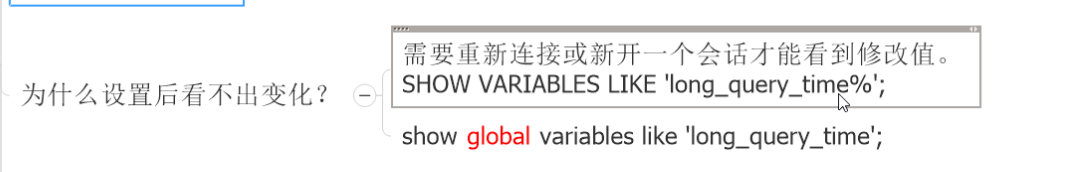 为什么设置后看不出变化？
需要重新连接或新开一个会话才能看到修改值。
SHOW VARIABLES LIKE 'long_query_time%';
show global variables like 'long_query_time';